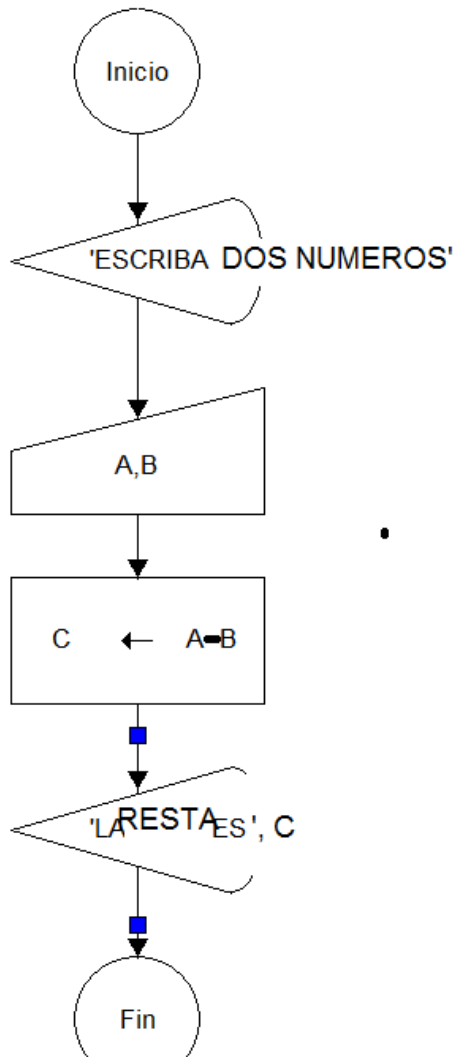 Inicio
'ESCRIBA DOS NUMEROS'
A,B
C ← A-B
'LA RESTA ES', C
Fin